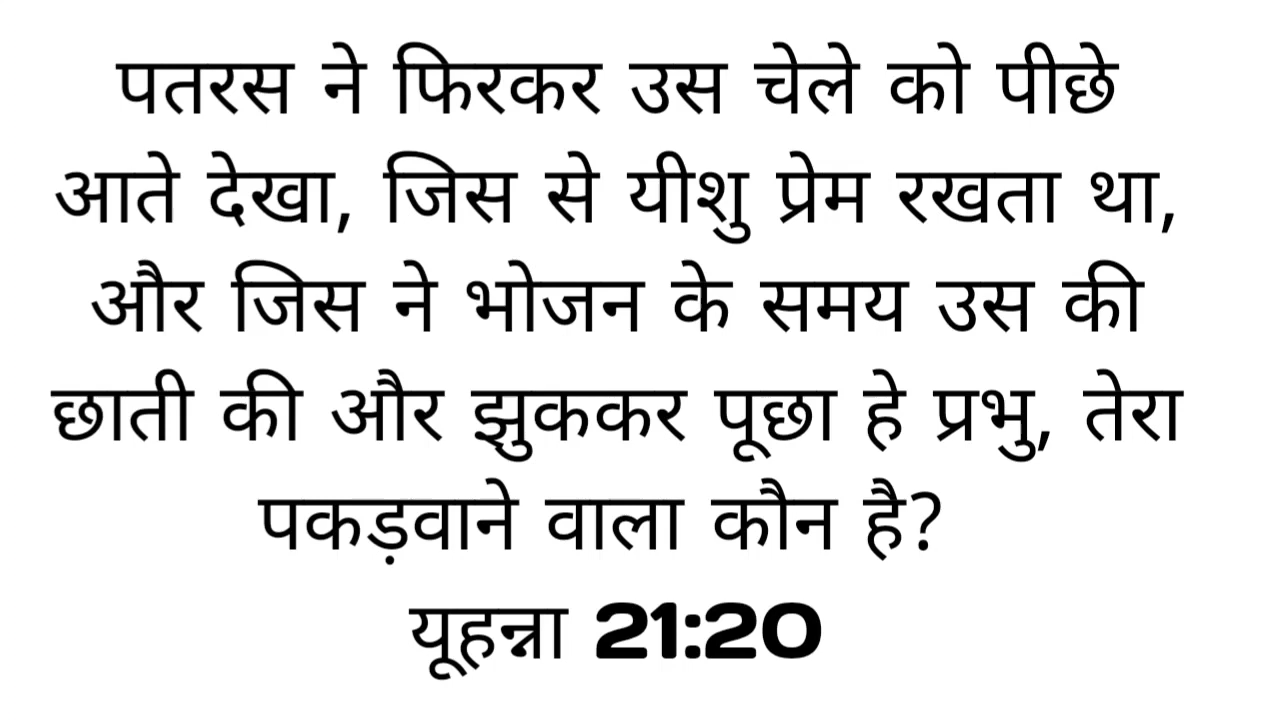 पतरस ने फिरकर उस चेले को पीछे
आते देखा, जिस से यीशु प्रेम रखता था,
और जिस ने भोजन के समय उस की
छाती की और झुककर पूछा हे प्रभु, तेरा
पकड़वाने वाला कौन है?
यूहन्ना 21:20